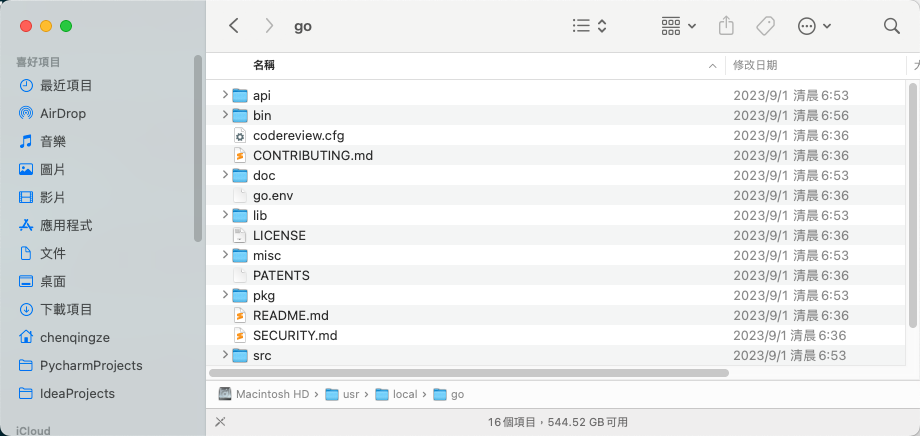 go
喜好項目
最近項目
AirDrop
音樂
圖片
影片
應用程式
文件
桌面
下載項目
chenqingze
PycharmProjects
IdeaProjects
iCloud
名稱 修改日期
api 2023/9/1 清晨 6:53
bin 2023/9/1 清晨 6:56
codereview.cfg 2023/9/1 清晨 6:36
CONTRIBUTING.md 2023/9/1 清晨 6:36
doc 2023/9/1 清晨 6:53
go.env 2023/9/1 清晨 6:36
lib 2023/9/1 清晨 6:53
LICENSE 2023/9/1 清晨 6:36
misc 2023/9/1 清晨 6:53
PATENTS 2023/9/1 清晨 6:36
pkg 2023/9/1 清晨 6:53
README.md 2023/9/1 清晨 6:36
SECURITY.md 2023/9/1 清晨 6:36
src 2023/9/1 清晨 6:53
Macintosh HD › usr › local › go
16 個項目，544.52 GB 可用